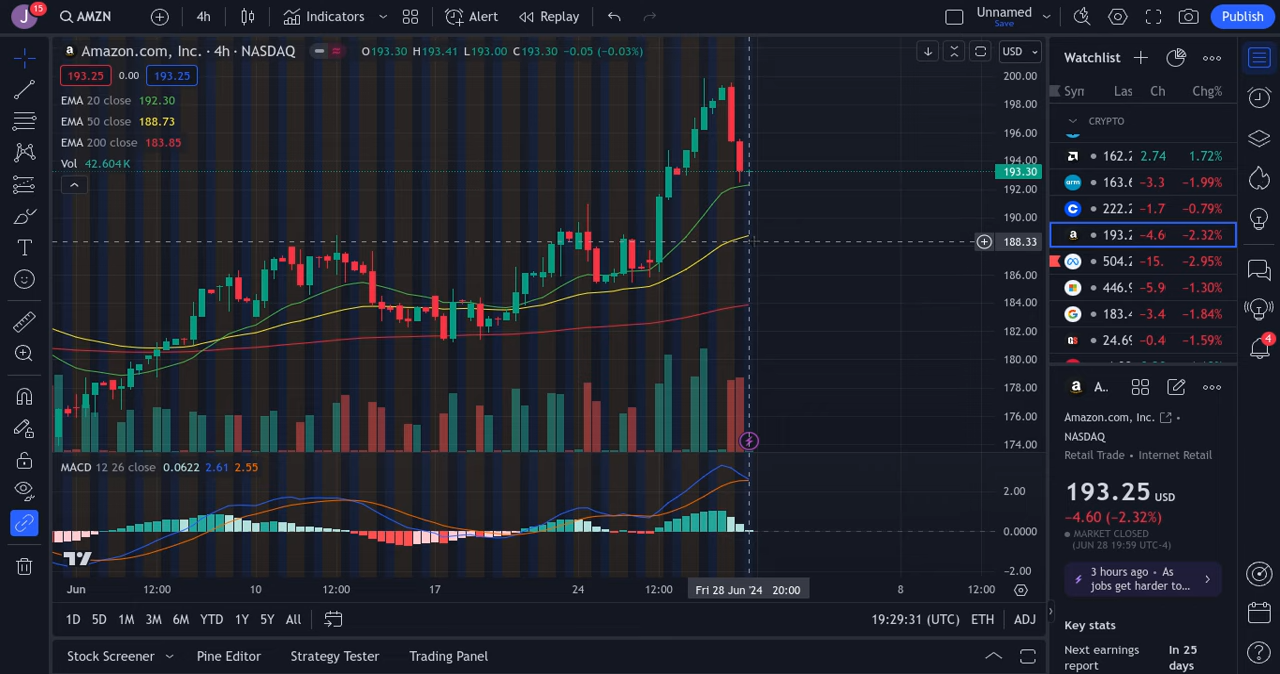 J 15 AMZN 4h Indicators Alert Replay Unnamed Save Publish
Amazon.com, Inc. · 4h · NASDAQ O193.30 H193.41 L193.00 C193.30 −0.05 (−0.03%) USD
193.25 0.00 193.25
EMA 20 close 192.30
EMA 50 close 188.73
EMA 200 close 183.85
Vol 42.604K
200.00
198.00
196.00
194.00
193.30
192.00
190.00
188.33
186.00
184.00
182.00
180.00
178.00
176.00
174.00
MACD 12 26 close 0.0622 2.61 2.55
2.00
0.0000
−2.00
Jun 12:00 10 12:00 17 24 12:00 Fri 28 Jun '24 20:00 8 12:00
1D 5D 1M 3M 6M YTD 1Y 5Y All 19:29:31 (UTC) ETH ADJ
Stock Screener Pine Editor Strategy Tester Trading Panel
Watchlist
Syn Las Ch Chg%
CRYPTO
162.2 2.74 1.72%
arm 163.6 −3.3 −1.99%
222.2 −1.7 −0.79%
a 193.2 −4.6 −2.32%
504.2 −15. −2.95%
446.9 −5.9 −1.30%
G 183.4 −3.4 −1.84%
24.69 −0.4 −1.59%
a A..
Amazon.com, Inc. •
NASDAQ
Retail Trade • Internet Retail
193.25 USD
−4.60 (−2.32%)
MARKET CLOSED
(JUN 28 19:59 UTC-4)
3 hours ago • As
jobs get harder to...
Key stats
Next earnings In 25
report days
4